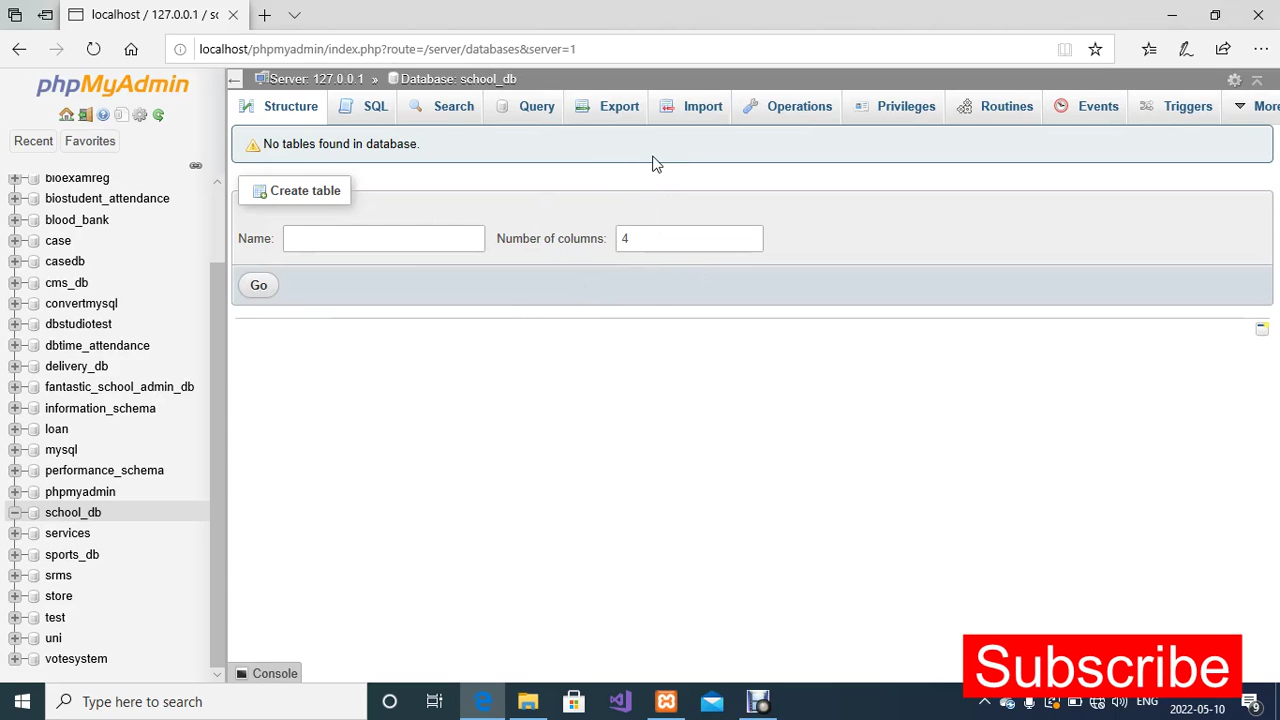 localhost / 127.0.0.1 / sc
localhost/phpmyadmin/index.php?route=/server/databases&server=1
phpMyAdmin
Server: 127.0.0.1 » Database: school_db
Structure SQL Search Query Export Import Operations Privileges Routines Events Triggers Mor
Recent Favorites
No tables found in database.
Create table
Name: Number of columns: 4
Go
bioexamreg
biostudent_attendance
blood_bank
case
casedb
cms_db
convertmysql
dbstudiotest
dbtime_attendance
delivery_db
fantastic_school_admin_db
information_schema
loan
mysql
performance_schema
phpmyadmin
school_db
services
sports_db
srms
store
test
uni
votesystem
Console
Subscribe
Type here to search
ENG
2022-05-10
9